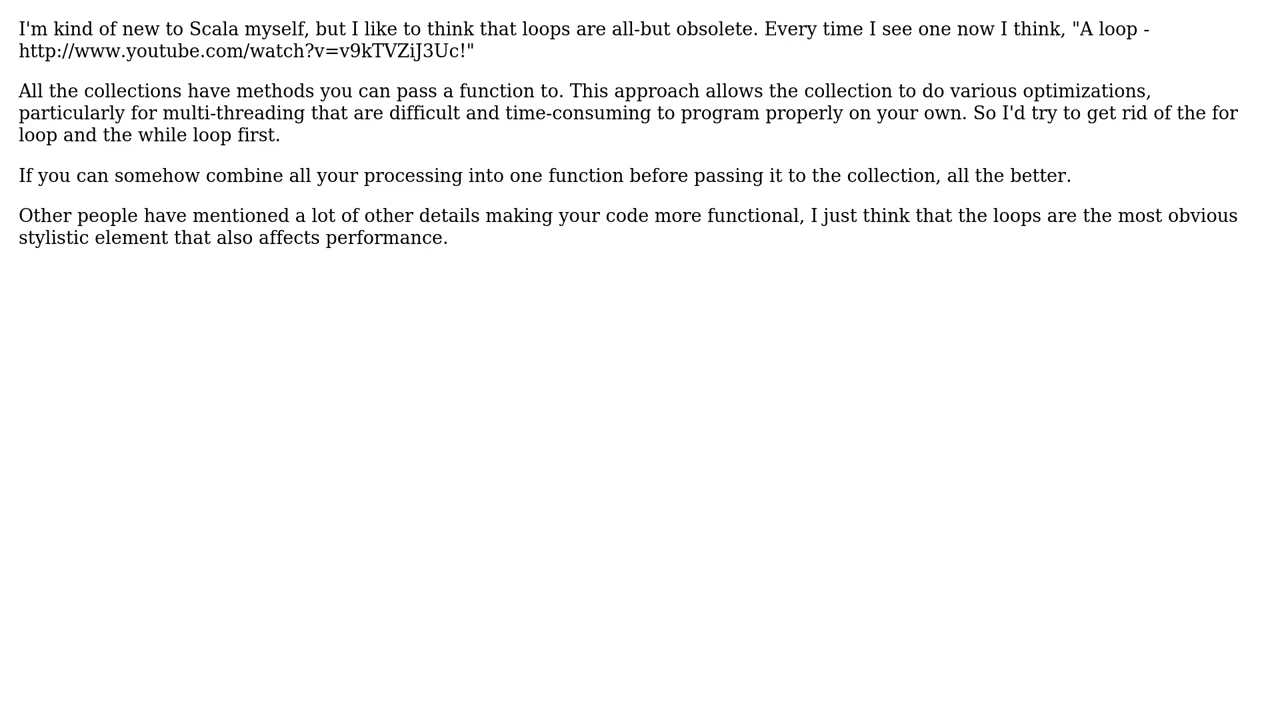 I'm kind of new to Scala myself, but I like to think that loops are all-but obsolete. Every time I see one now I think, "A loop -
http://www.youtube.com/watch?v=v9kTVZiJ3Uc!"
All the collections have methods you can pass a function to. This approach allows the collection to do various optimizations,
particularly for multi-threading that are difficult and time-consuming to program properly on your own. So I'd try to get rid of the for
loop and the while loop first.
If you can somehow combine all your processing into one function before passing it to the collection, all the better.
Other people have mentioned a lot of other details making your code more functional, I just think that the loops are the most obvious
stylistic element that also affects performance.